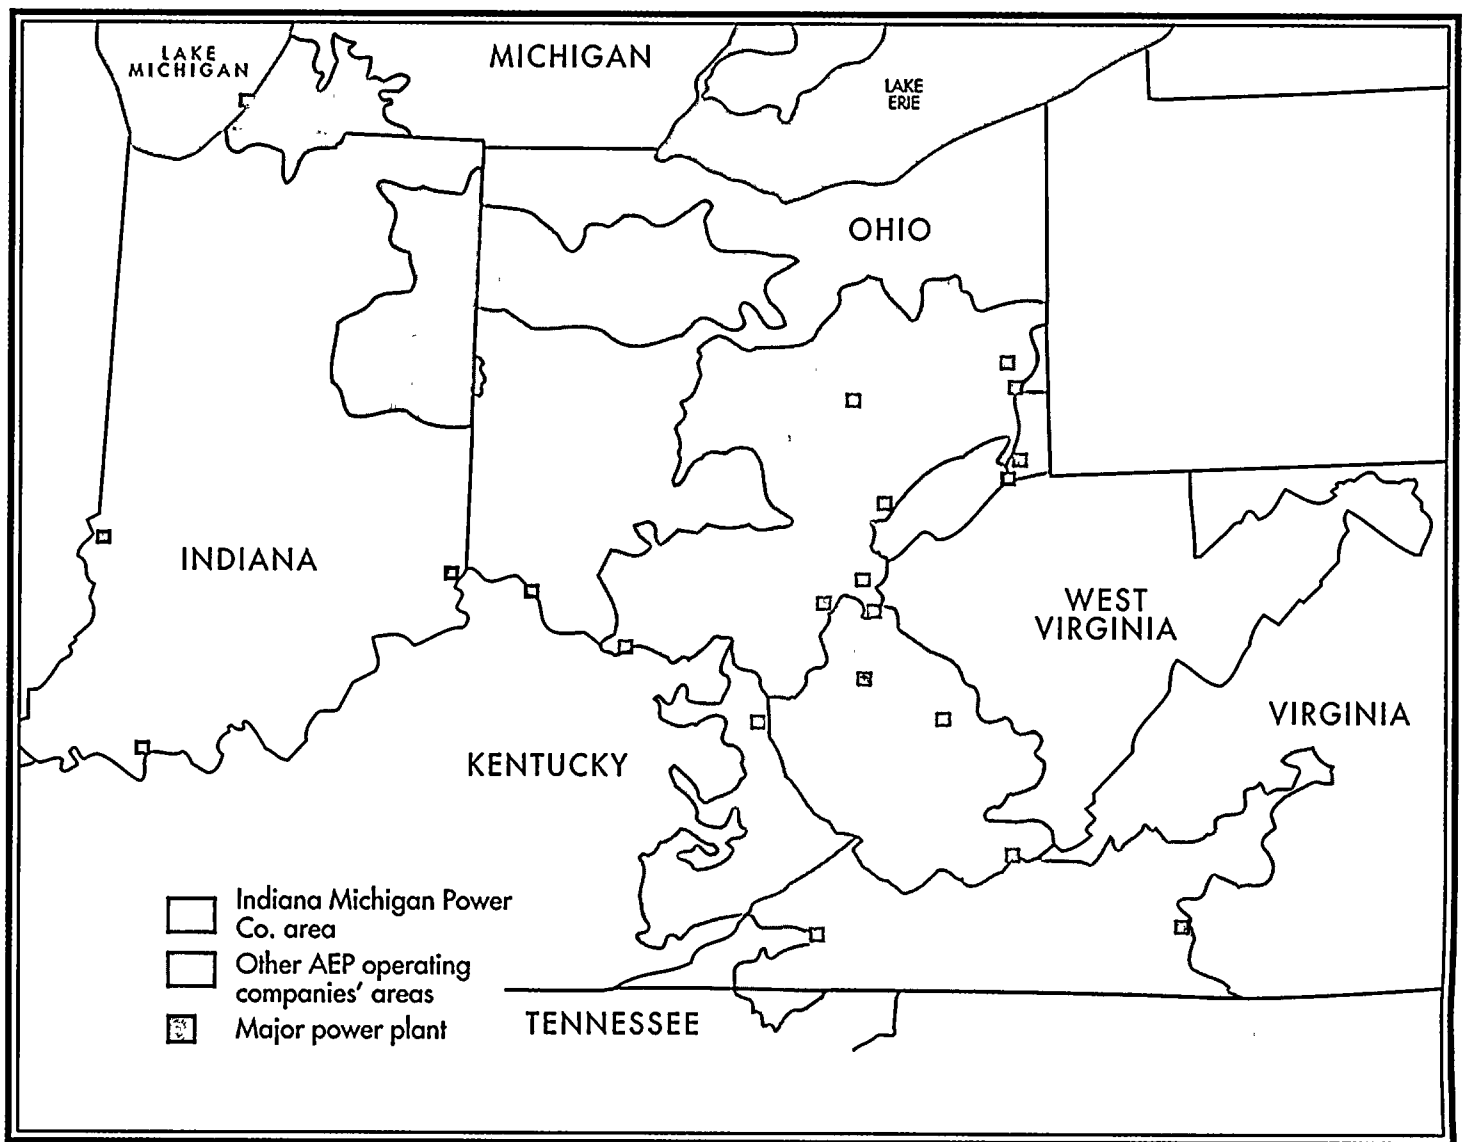 LAKE
MICHIGAN
MICHIGAN
LAKE
ERIE
OHIO
INDIANA
WEST
VIRGINIA
VIRGINIA
KENTUCKY
Indiana Michigan Power
Co. area
Other AEP operating
companies' areas
Major power plant
TENNESSEE